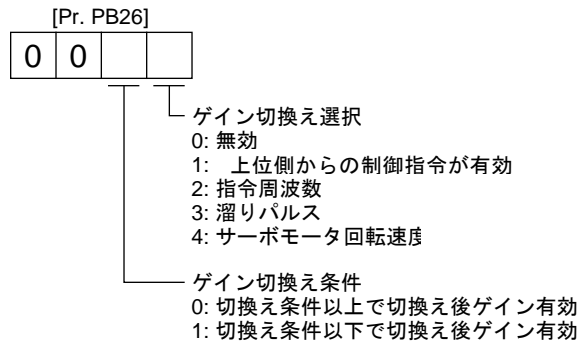 [Pr. PB26]
0 0
ゲイン切換え選択
0: 無効
1: 上位側からの制御指令が有効
2: 指令周波数
3: 溜りパルス
4: サーボモータ回転速度
ゲイン切換え条件
0: 切換え条件以上で切換え後ゲイン有効
1: 切換え条件以下で切換え後ゲイン有効